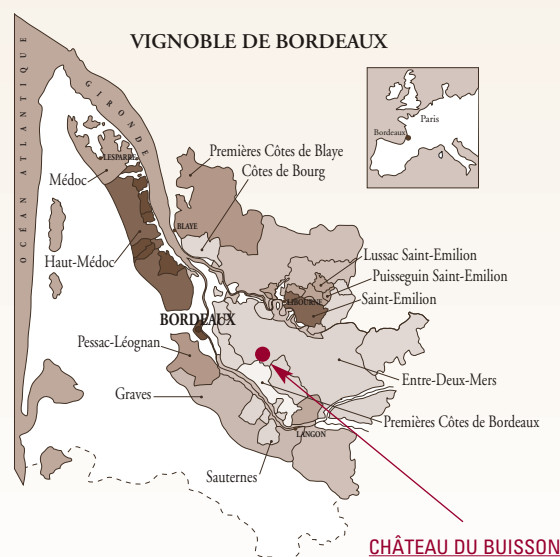 VIGNOBLE DE BORDEAUX
OCÉAN ATLANTIQUE
GIRONDE
Paris
Bordeaux
Premières Côtes de Blaye
Côtes de Bourg
LESPARRE
Médoc
BLAYE
Haut-Médoc
Lussac Saint-Emilion
Puisseguin Saint-Emilion
LIBOURNE
Saint-Emilion
BORDEAUX
Pessac-Léognan
Entre-Deux-Mers
Graves
Premières Côtes de Bordeaux
LANGON
Sauternes
CHÂTEAU DU BUISSON